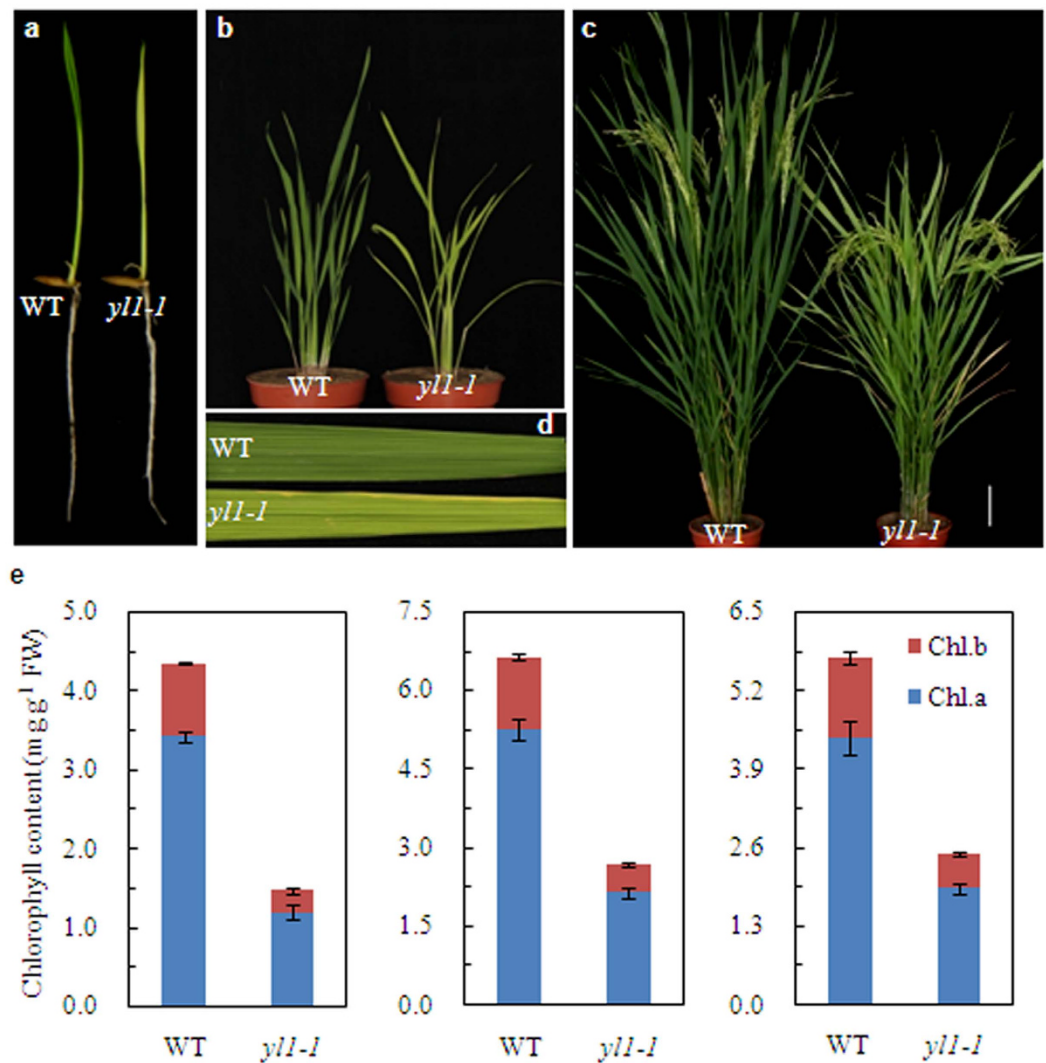 a
b
c
WT
yl1-1
WT
yl1-1
WT
d
yl1-1
WT
yl1-1
e
Chlorophyll content (mg g¹ FW)
5.0
4.0
3.0
2.0
1.0
0.0
WT
yl1-1
7.5
6.0
4.5
3.0
1.5
0.0
WT
yl1-1
6.5
5.2
3.9
2.6
1.3
0.0
Chl.b
Chl.a
WT
yl1-1